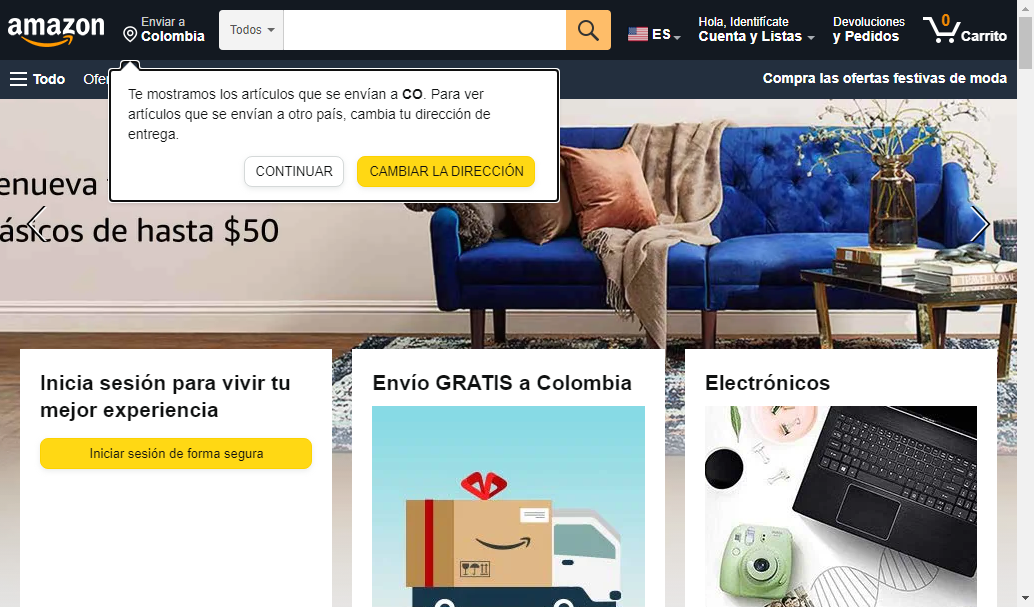 amazon
Enviar a
Colombia
Todos
ES
Hola, Identifícate
Cuenta y Listas
Devoluciones
y Pedidos
0
Carrito
Todo
Compra las ofertas festivas de moda
Te mostramos los artículos que se envían a CO. Para ver
artículos que se envían a otro país, cambia tu dirección de
entrega.
CONTINUAR
CAMBIAR LA DIRECCIÓN
enueva
ásicos de hasta $50
Inicia sesión para vivir tu
mejor experiencia
Iniciar sesión de forma segura
Envío GRATIS a Colombia
Electrónicos